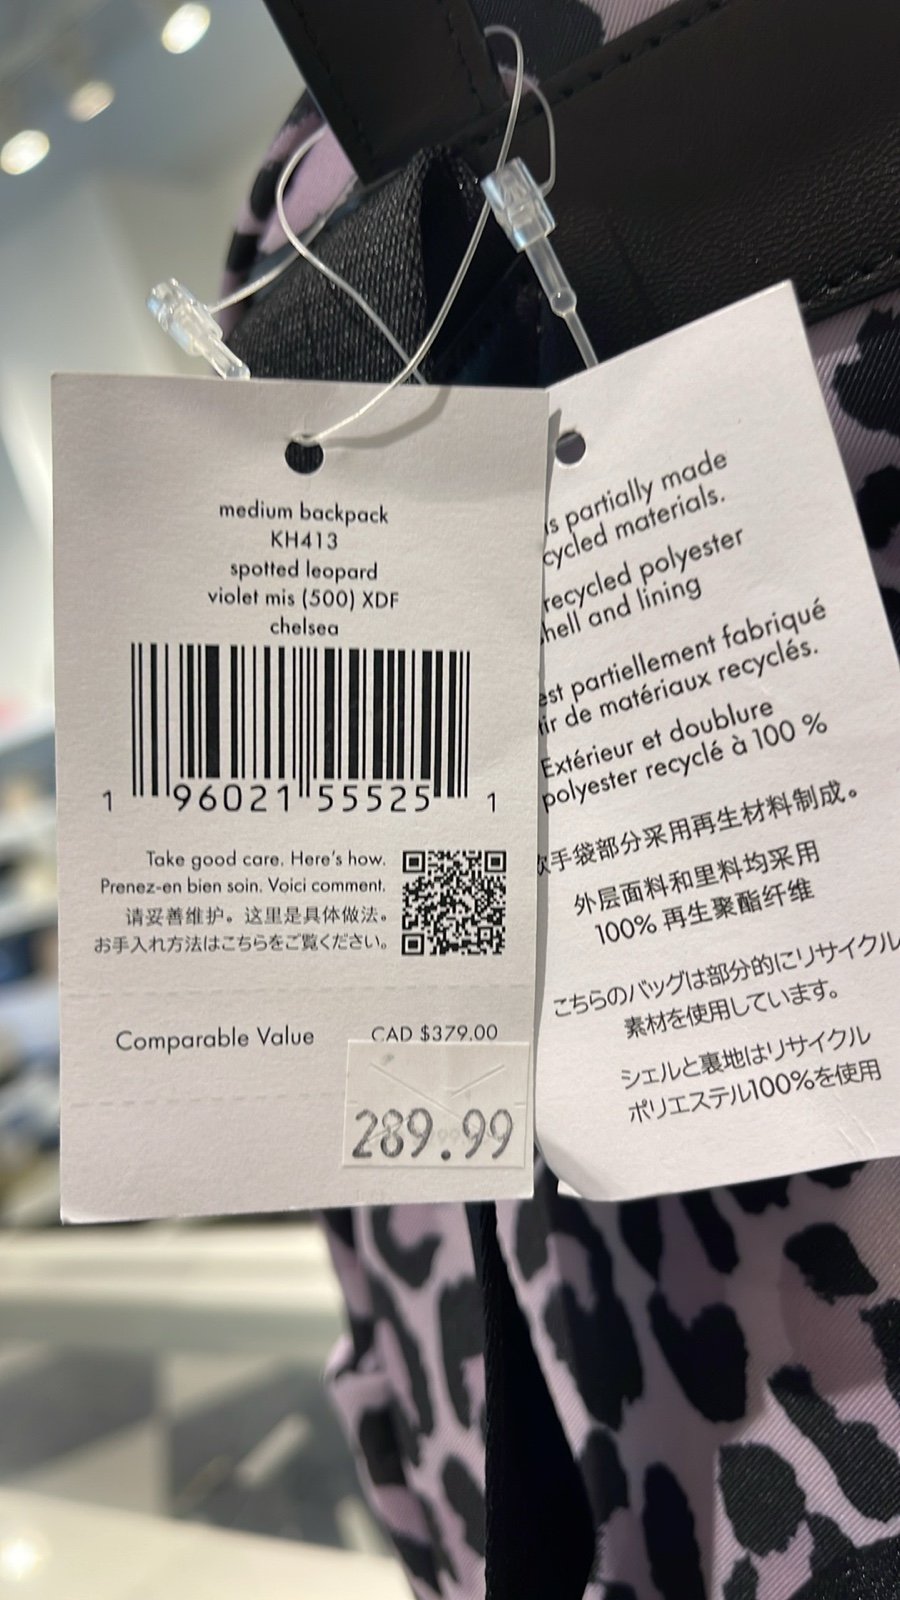 medium backpack
KH413
spotted leopard
violet mis (500) XDF
chelsea
1 96021 55525 1
Take good care. Here's how.
Prenez-en bien soin. Voici comment.
请妥善维护。这里是具体做法。
お手入れ方法はこちらをご覧ください。
Comparable Value CAD $379.00
289.99
partially made
materials.
recycled polyester
and lining
est partiellement fabriqué
de matériaux recyclés.
Extérieur et doublure
polyester recyclé à 100 %
手袋部分采用再生材料制成。
外层面料和里料均采用
100% 再生聚酯纤维
こちらのバッグは部分的にリサイクル
素材を使用しています。
シェルと裏地はリサイクル
ポリエステル100%を使用